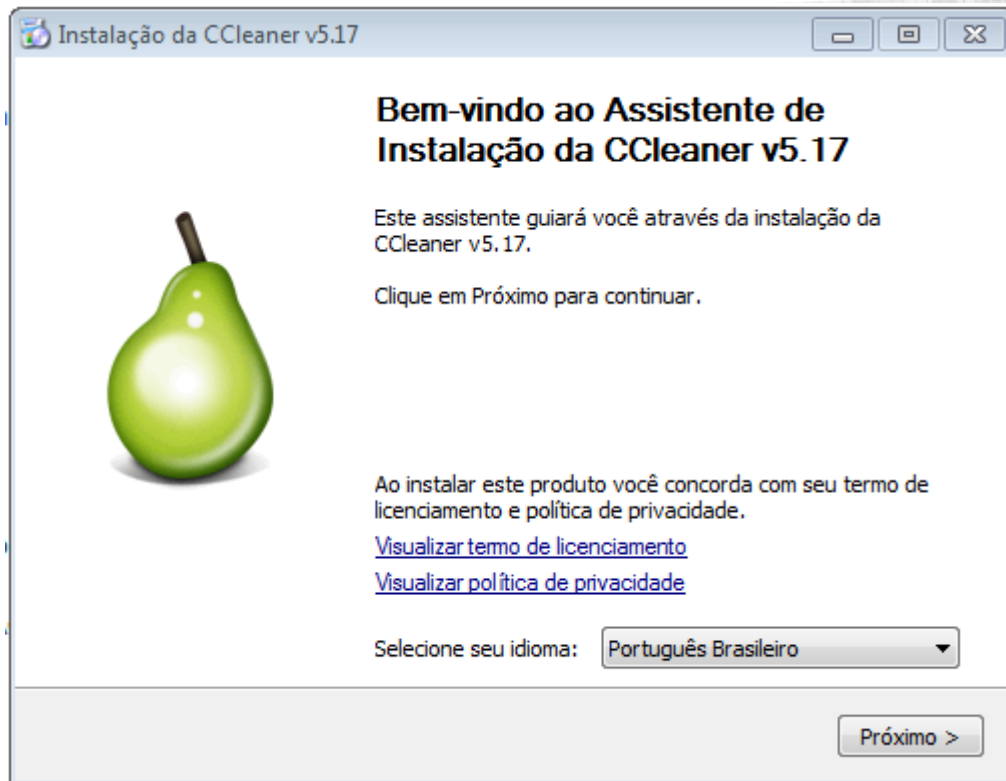 Instalação da CCleaner v5.17
Bem-vindo ao Assistente de
Instalação da CCleaner v5.17
Este assistente guiará você através da instalação da
CCleaner v5.17.
Clique em Próximo para continuar.
Ao instalar este produto você concorda com seu termo de
licenciamento e política de privacidade.
Visualizar termo de licenciamento
Visualizar política de privacidade
Selecione seu idioma: Português Brasileiro
Próximo >